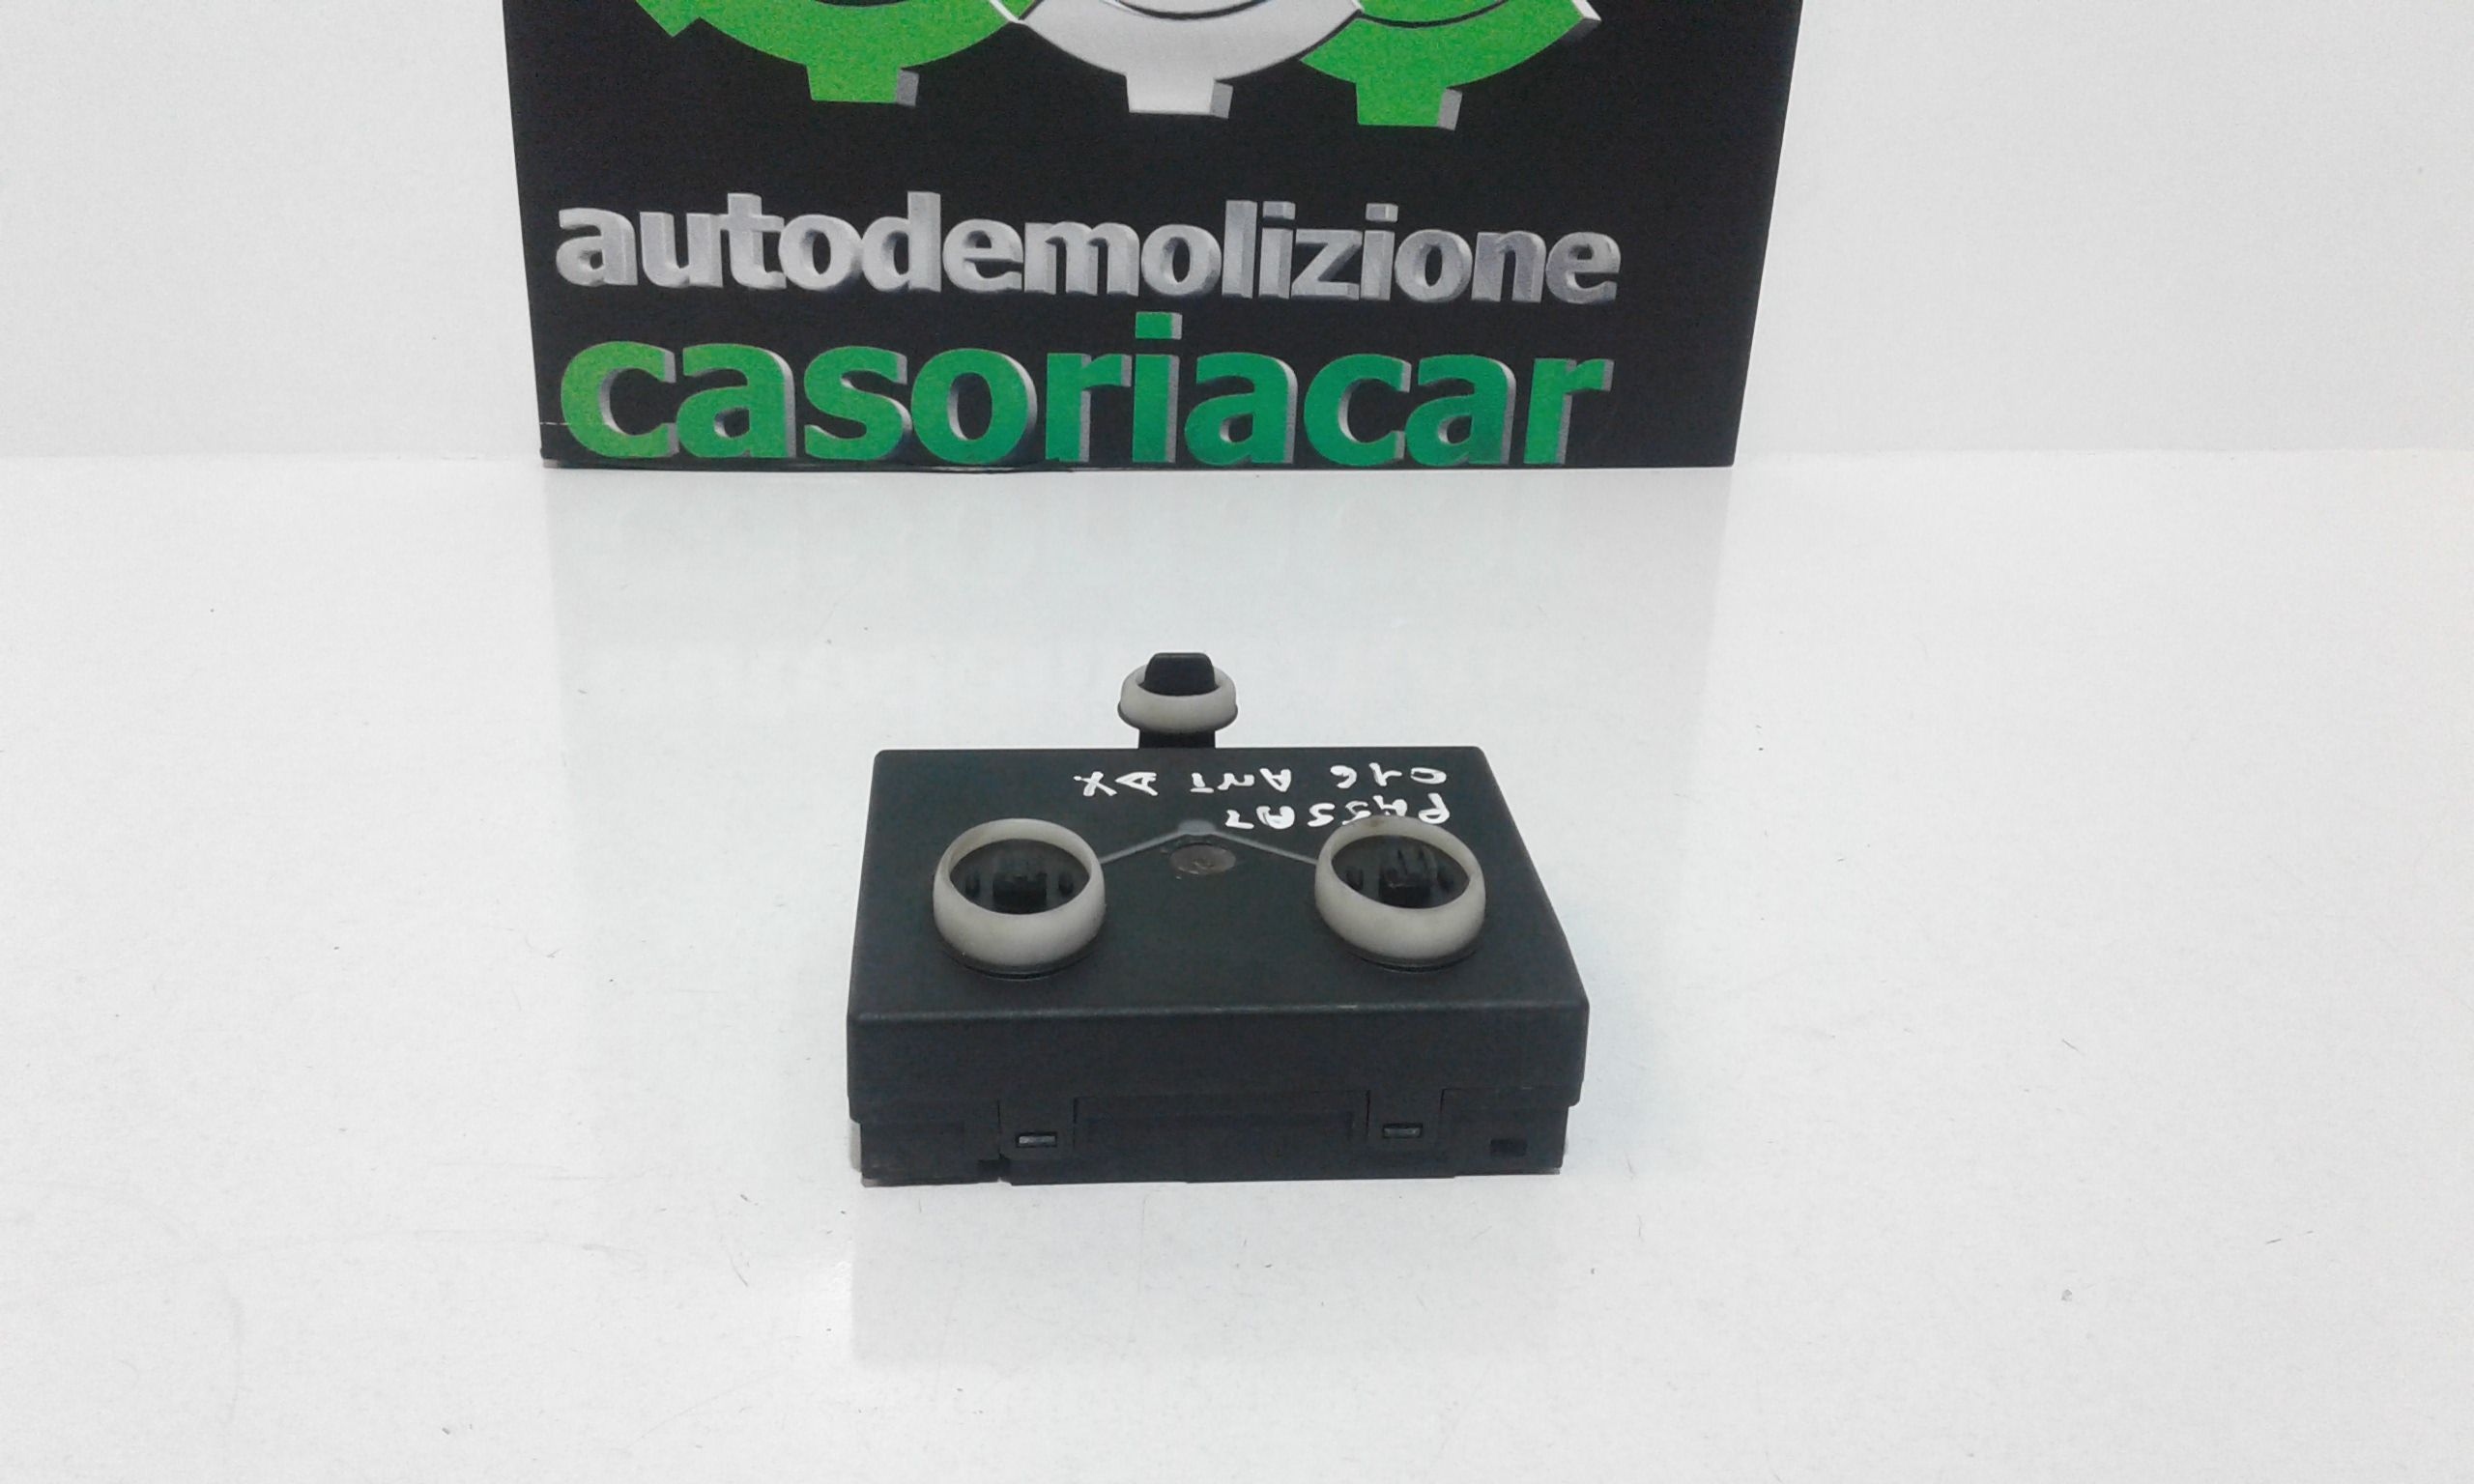 autodemolizione
casoriacar
PASSAT
016 ANT DX